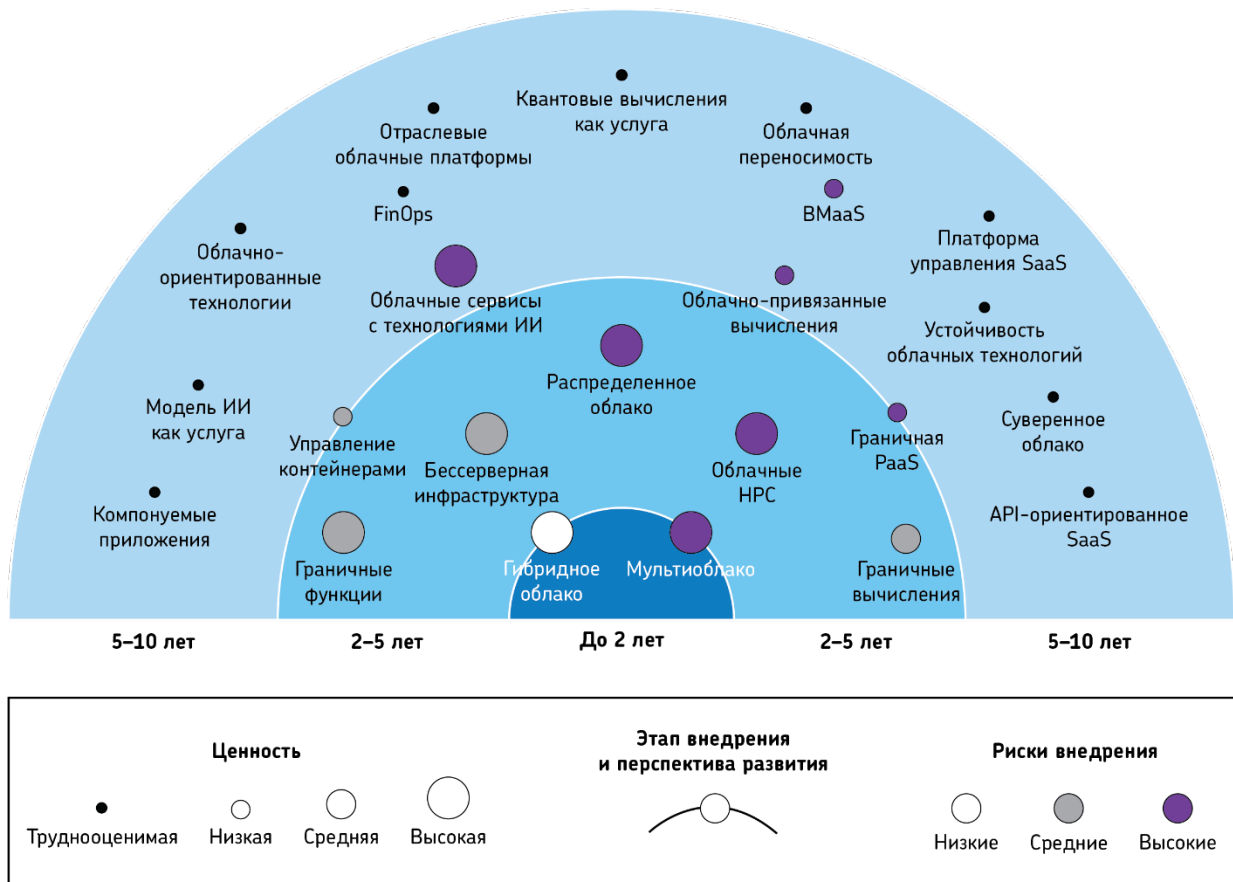 Квантовые вычисления
как услуга
Отраслевые
облачные платформы
Облачная
переносимость
FinOps
BMaaS
Облачно-
ориентированные
технологии
Платформа
управления SaaS
Облачные сервисы
с технологиями ИИ
Облачно-привязанные
вычисления
Устойчивость
облачных технологий
Распределенное
облако
Модель ИИ
как услуга
Управление
контейнерами
Бессерверная
инфраструктура
Облачные
HPC
Граничная
PaaS
Суверенное
облако
Компонуемые
приложения
Граничные
функции
Гибридное
облако
Мультиоблако
Граничные
вычисления
API-ориентированное
SaaS
5–10 лет
2–5 лет
До 2 лет
2–5 лет
5–10 лет
Ценность
Труднооценимая
Низкая
Средняя
Высокая
Этап внедрения
и перспектива развития
Риски внедрения
Низкие
Средние
Высокие